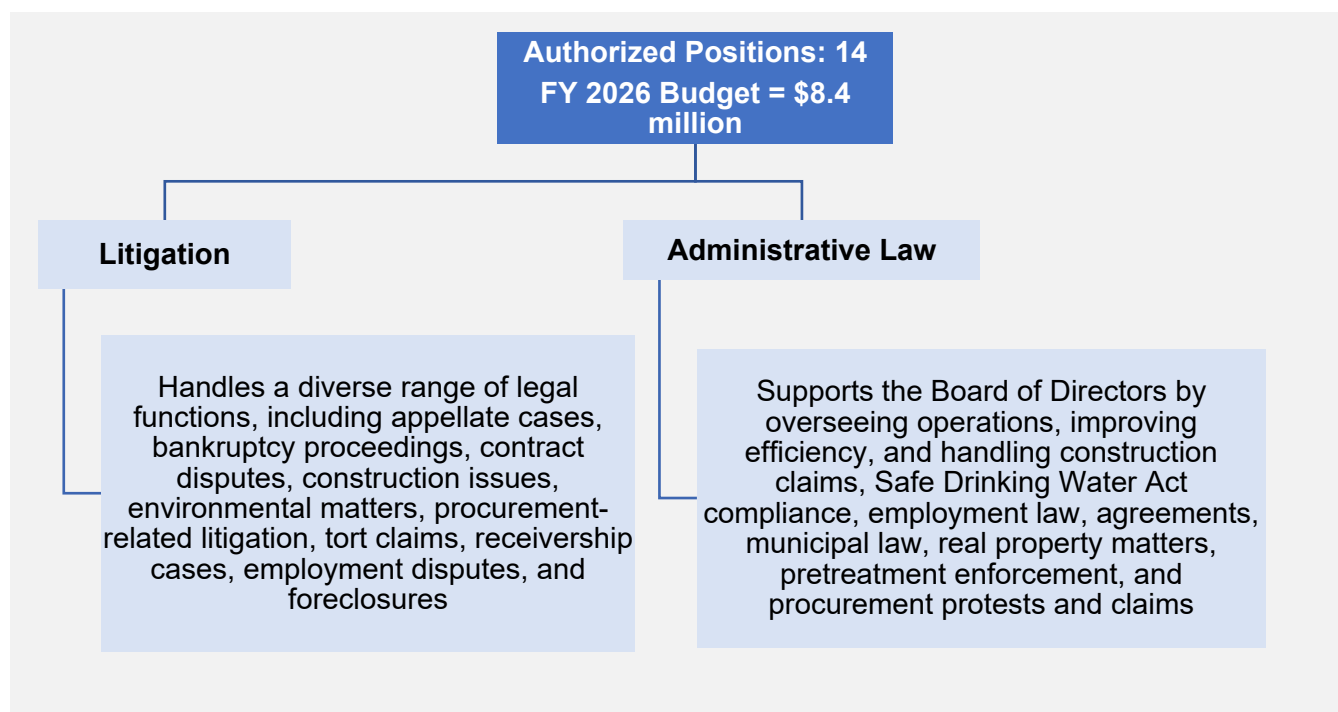 Authorized Positions: 14
FY 2026 Budget = $8.4
million
Litigation
Handles a diverse range of legal
functions, including appellate cases,
bankruptcy proceedings, contract
disputes, construction issues,
environmental matters, procurement-
related litigation, tort claims, receivership
cases, employment disputes, and
foreclosures
Administrative Law
Supports the Board of Directors by
overseeing operations, improving
efficiency, and handling construction
claims, Safe Drinking Water Act
compliance, employment law, agreements,
municipal law, real property matters,
pretreatment enforcement, and
procurement protests and claims